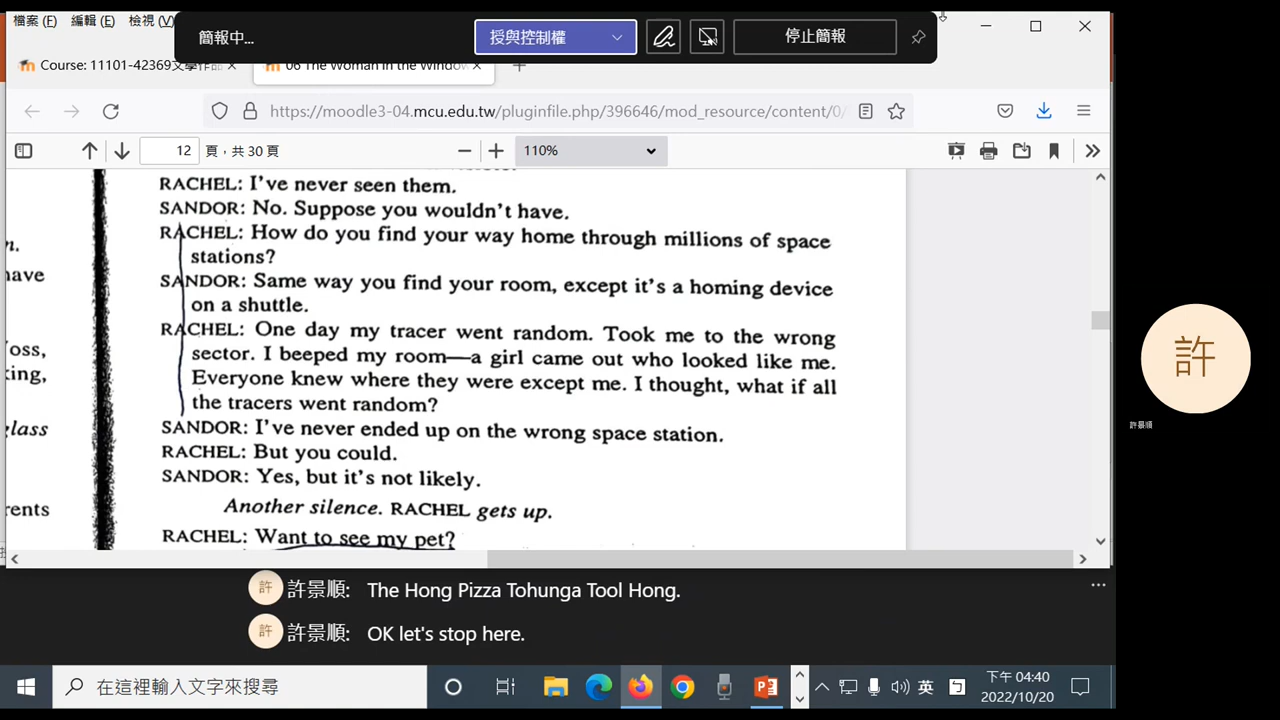 檔案 (F) 編輯 (E) 檢視 (V)
簡報中...
授與控制權
停止簡報
Course: 11101-42369文學作品
06 The Woman in the Window
https://moodle3-04.mcu.edu.tw/pluginfile.php/396646/mod_resource/content/0/
12 頁，共 30 頁
110%
RACHEL: I've never seen them.
SANDOR: No. Suppose you wouldn't have.
RACHEL: How do you find your way home through millions of space
stations?
SANDOR: Same way you find your room, except it's a homing device
on a shuttle.
RACHEL: One day my tracer went random. Took me to the wrong
sector. I beeped my room—a girl came out who looked like me.
Everyone knew where they were except me. I thought, what if all
the tracers went random?
SANDOR: I've never ended up on the wrong space station.
RACHEL: But you could.
SANDOR: Yes, but it's not likely.
Another silence. RACHEL gets up.
RACHEL: Want to see my pet?
n.
have
oss,
king,
glass
rents
許
許景順
許 許景順: The Hong Pizza Tohunga Tool Hong.
許 許景順: OK let's stop here.
在這裡輸入文字來搜尋
英
下午 04:40
2022/10/20